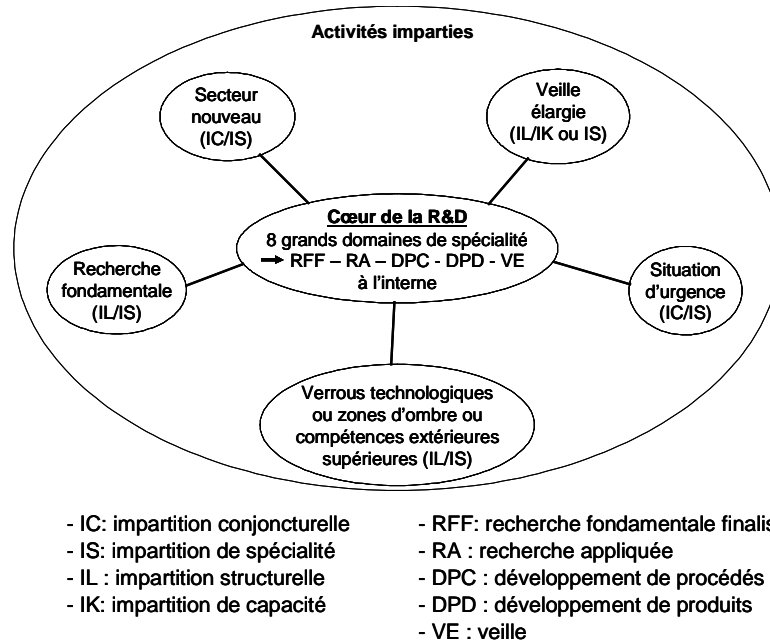 Activités imparties
Secteur
nouveau
(IC/IS)
Veille
élargie
(IL/IK ou IS)
Cœur de la R&D
8 grands domaines de spécialité
→ RFF – RA – DPC - DPD - VE
à l'interne
Recherche
fondamentale
(IL/IS)
Situation
d'urgence
(IC/IS)
Verrous technologiques
ou zones d'ombre ou
compétences extérieures
supérieures (IL/IS)
- IC: impartition conjoncturelle
- IS: impartition de spécialité
- IL : impartition structurelle
- IK: impartition de capacité
- RFF: recherche fondamentale finalis
- RA : recherche appliquée
- DPC : développement de procédés
- DPD : développement de produits
- VE : veille